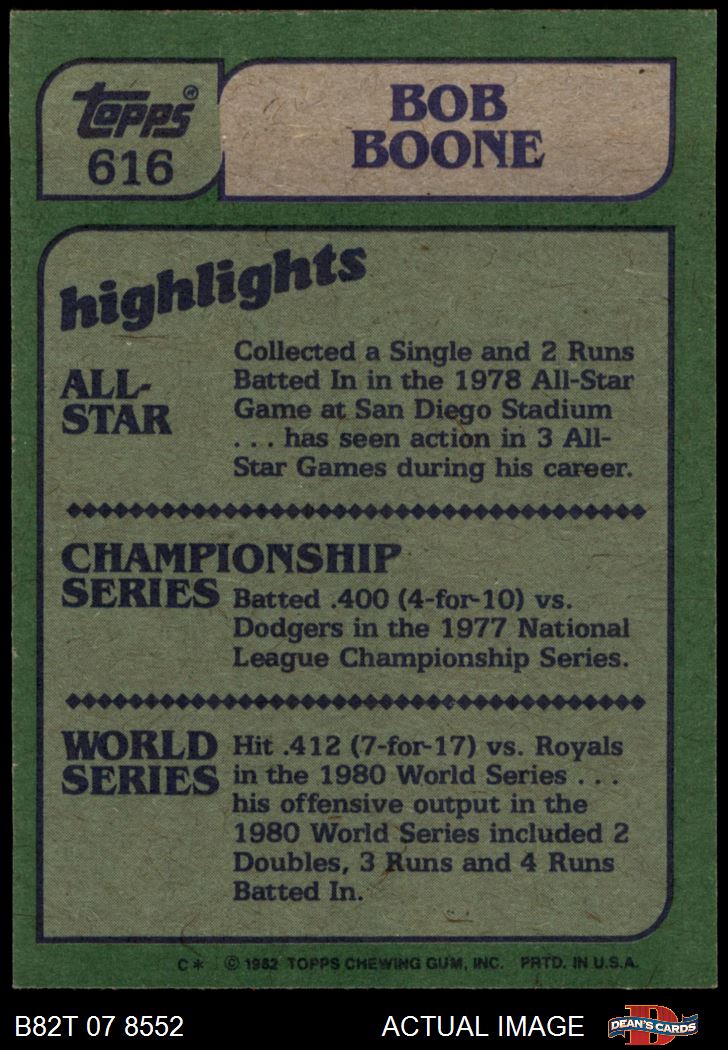 topps®
616
BOB
BOONE
highlights
ALL-
STAR
Collected a Single and 2 Runs
Batted In in the 1978 All-Star
Game at San Diego Stadium
. . . has seen action in 3 All-
Star Games during his career.
CHAMPIONSHIP
SERIES
Batted .400 (4-for-10) vs.
Dodgers in the 1977 National
League Championship Series.
WORLD
SERIES
Hit .412 (7-for-17) vs. Royals
in the 1980 World Series . . .
his offensive output in the
1980 World Series included 2
Doubles, 3 Runs and 4 Runs
Batted In.
C* © 1982 TOPPS CHEWING GUM, INC. PRTD. IN U.S.A.
B82T 07 8552
ACTUAL IMAGE
D
DEAN'S CARDS